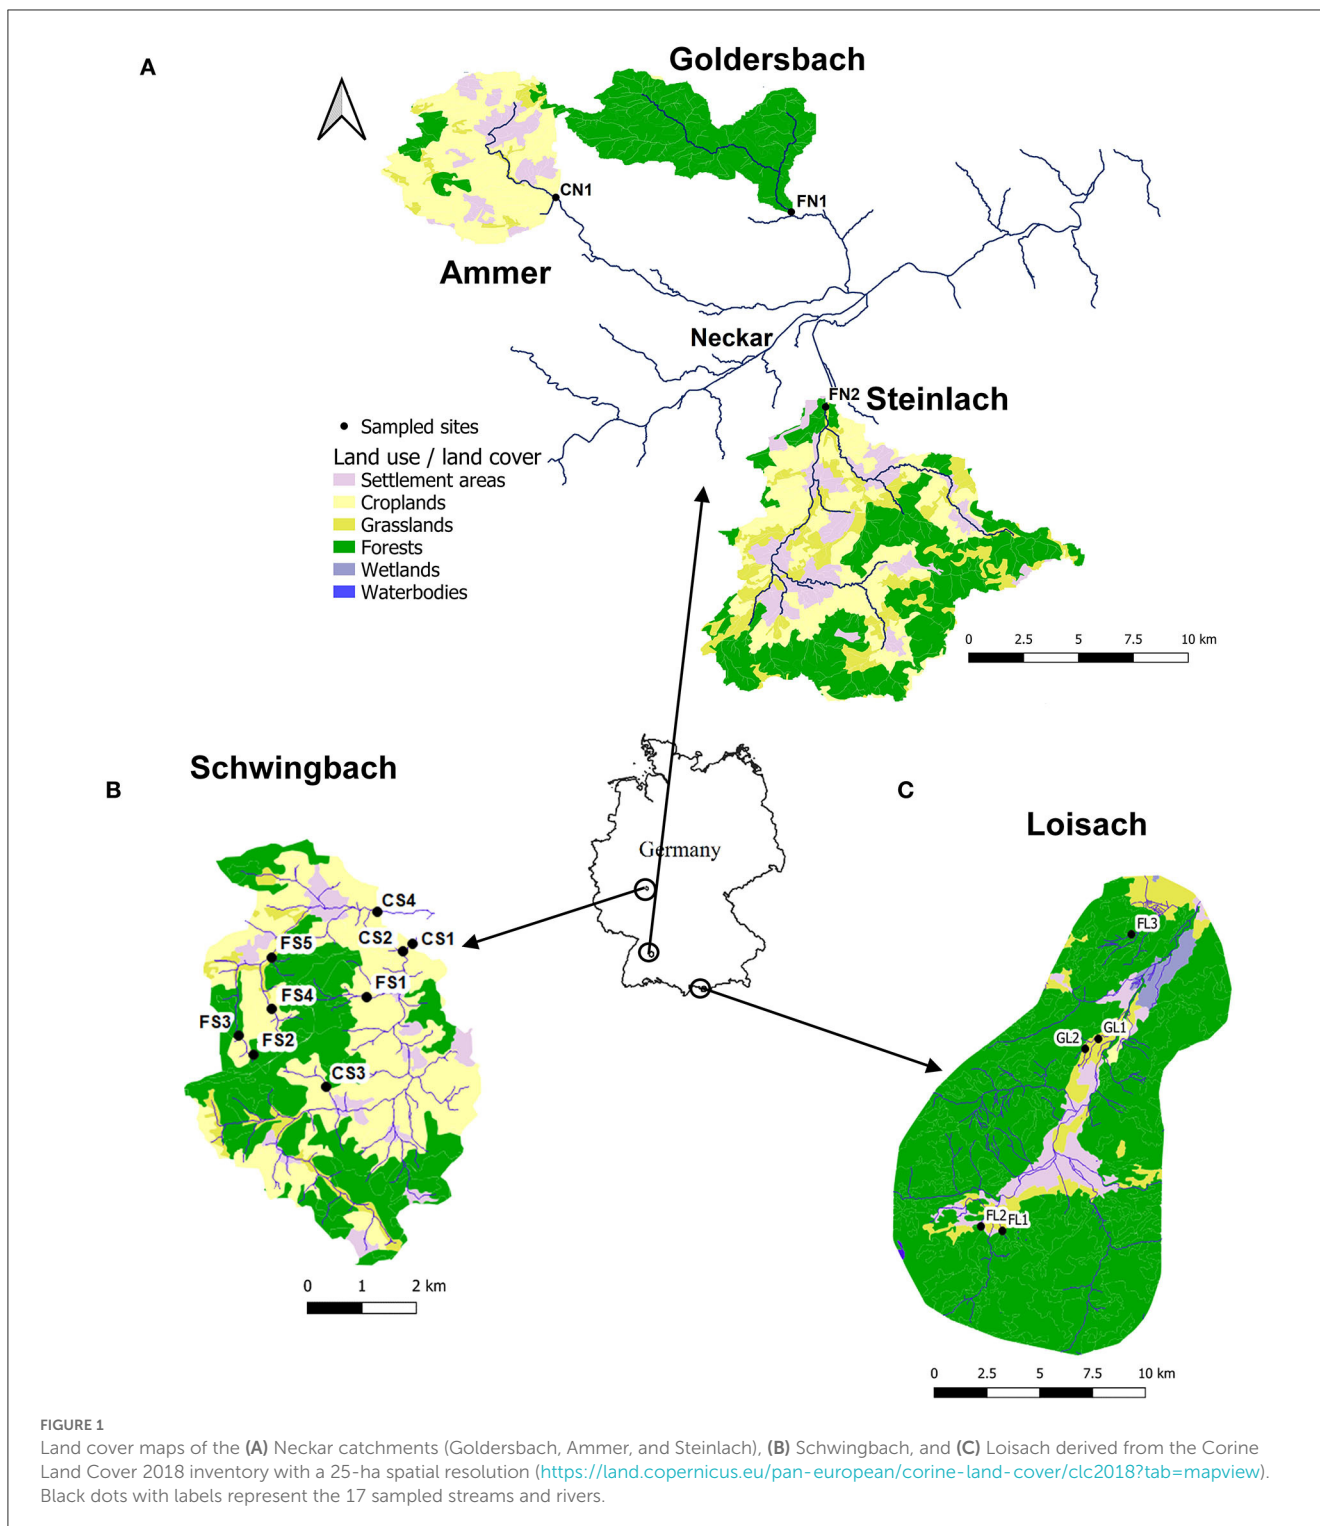 A
Goldersbach
CN1
FN1
Ammer
Neckar
FN2
Steinlach
Sampled sites
Land use / land cover
Settlement areas
Croplands
Grasslands
Forests
Wetlands
Waterbodies
0 2.5 5 7.5 10 km
B
Schwingbach
Germany
C
Loisach
CS4
CS2
CS1
FS5
FS1
FS4
FS3
FS2
CS3
0 1 2 km
FL3
GL1
GL2
FL2
FL1
0 2.5 5 7.5 10 km
FIGURE 1
Land cover maps of the (A) Neckar catchments (Goldersbach, Ammer, and Steinlach), (B) Schwingbach, and (C) Loisach derived from the Corine
Land Cover 2018 inventory with a 25-ha spatial resolution (https://land.copernicus.eu/pan-european/corine-land-cover/clc2018?tab=mapview).
Black dots with labels represent the 17 sampled streams and rivers.